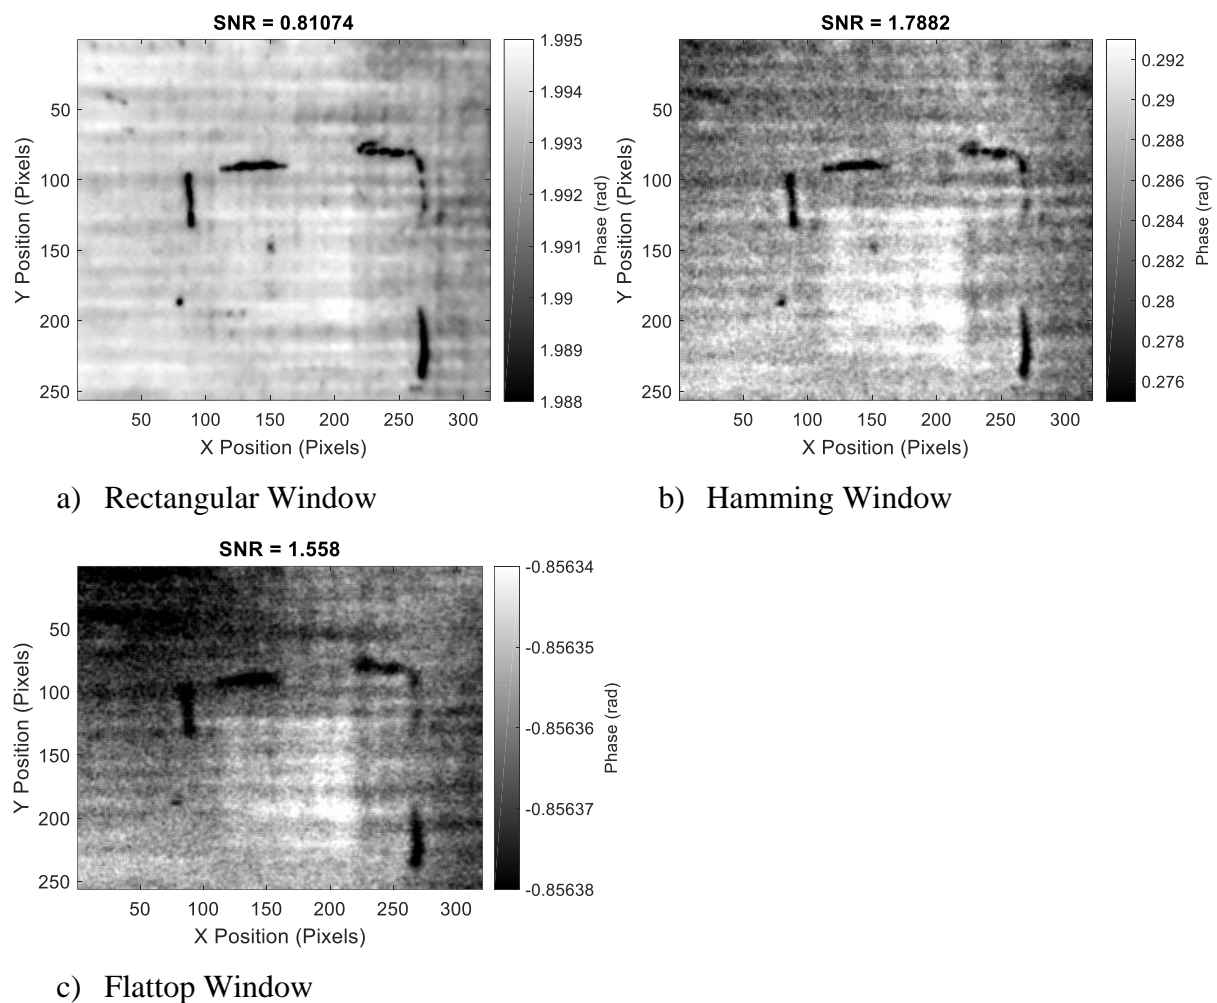 SNR = 0.81074
50
100
150
200
250
50 100 150 200 250 300
X Position (Pixels)
Y Position (Pixels)
1.995
1.994
1.993
1.992
1.991
1.99
1.989
1.988
Phase (rad)
a) Rectangular Window
SNR = 1.7882
50
100
150
200
250
50 100 150 200 250 300
X Position (Pixels)
Y Position (Pixels)
0.292
0.29
0.288
0.286
0.284
0.282
0.28
0.278
0.276
Phase (rad)
b) Hamming Window
SNR = 1.558
50
100
150
200
250
50 100 150 200 250 300
X Position (Pixels)
Y Position (Pixels)
-0.85634
-0.85635
-0.85636
-0.85637
-0.85638
Phase (rad)
c) Flattop Window